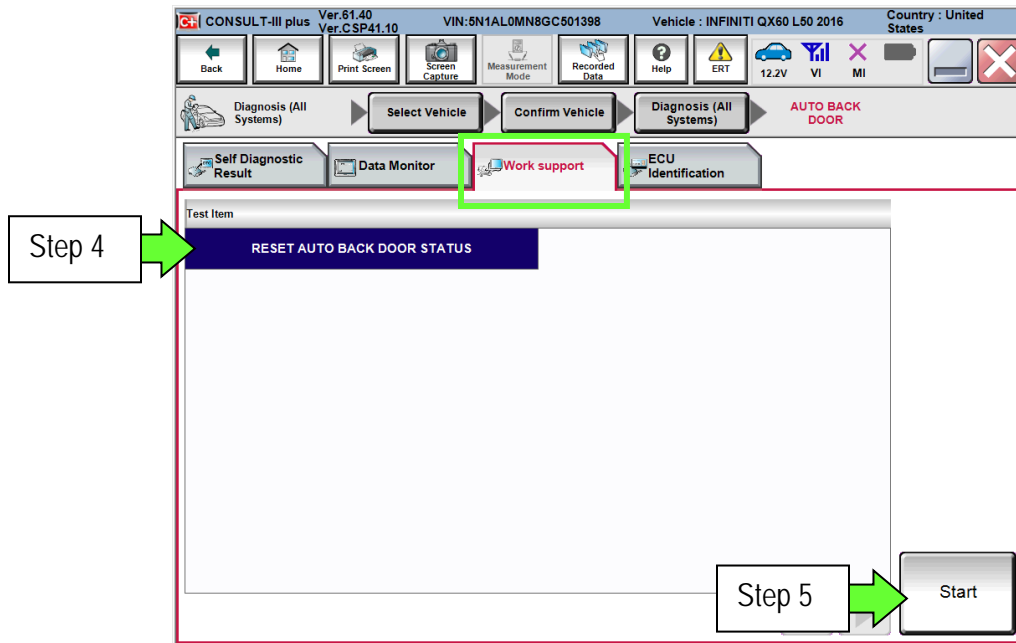 CONSULT-III plus Ver.61.40 VIN:5N1AL0MN8GC501398 Vehicle : INFINITI QX60 L50 2016 Country : United
Ver.CSP41.10 States
Back Home Print Screen Screen Capture Measurement Mode Recorded Data Help ERT 12.2V VI MI
Diagnosis (All Select Vehicle Confirm Vehicle Diagnosis (All AUTO BACK
Systems) Systems) DOOR
Self Diagnostic Data Monitor Work support ECU
Result Identification
Test Item
Step 4 RESET AUTO BACK DOOR STATUS
Step 5 Start